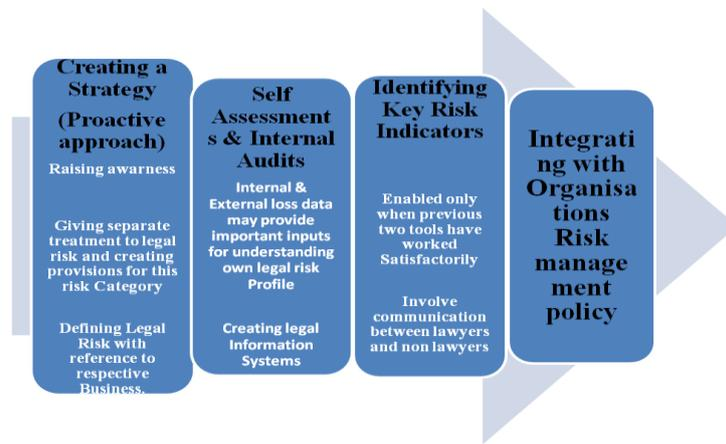 Creating a
Strategy
(Proactive
approach)
Raising awarness
Giving separate
treatment to legal
risk and creating
provisions for this
risk Category
Defining Legal
Risk with
reference to
respective
Business.
Self
Assessment
s & Internal
Audits
Internal &
External loss data
may provide
important inputs
for understanding
own legal risk
Profile
Creating legal
Information
Systems
Identifying
Key Risk
Indicators
Enabled only
when previous
two tools have
worked
Satisfactorily
Involve
communication
between lawyers
and non lawyers
Integrati
ng with
Organisa
tions
Risk
manage
ment
policy